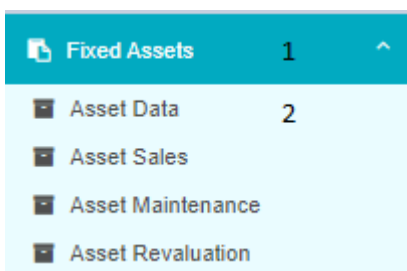 Fixed Assets 1
Asset Data 2
Asset Sales
Asset Maintenance
Asset Revaluation